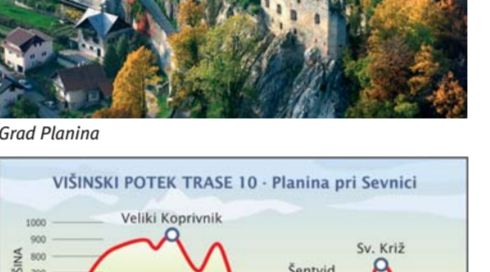 Grad Planina
VIŠINSKI POTEK TRASE 10 - Planina pri Sevnici
Veliki Koprivnik
1000
900
800
Sv. Križ
Šentvid